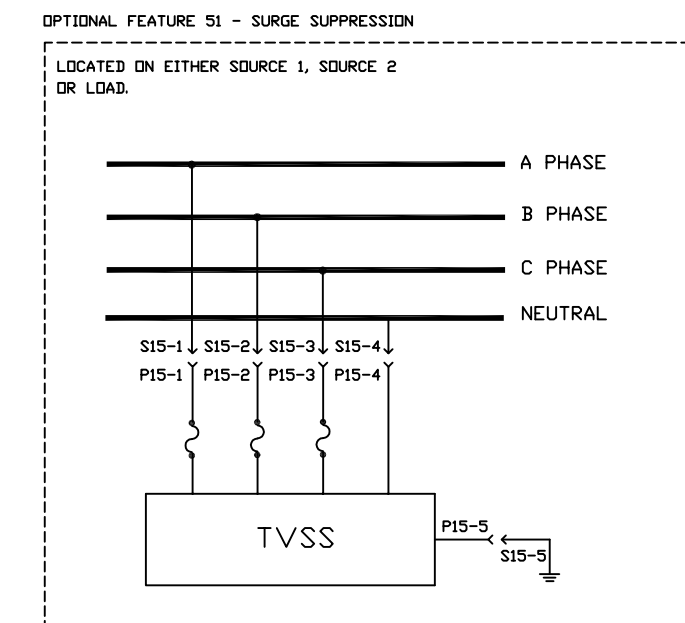 OPTIONAL FEATURE 51 - SURGE SUPPRESSION
LOCATED ON EITHER SOURCE 1, SOURCE 2
OR LOAD.
A PHASE
B PHASE
C PHASE
NEUTRAL
S15-1 S15-2 S15-3 S15-4
P15-1 P15-2 P15-3 P15-4
TVSS
P15-5
S15-5